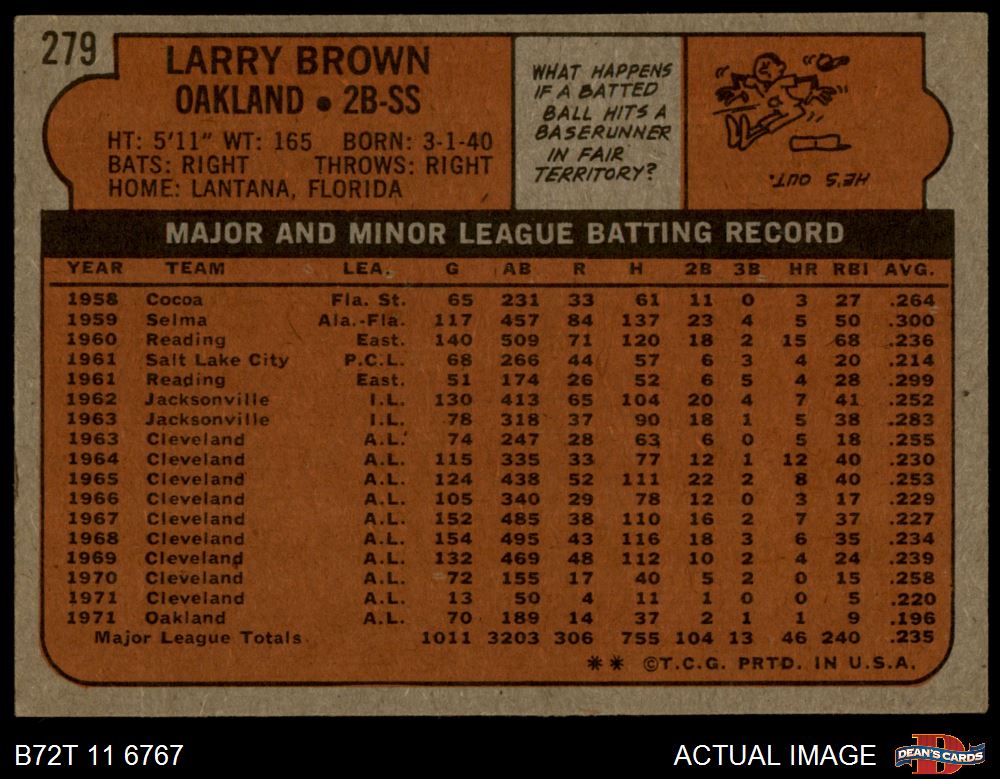 279
LARRY BROWN
OAKLAND • 2B-SS
HT: 5'11" WT: 165 BORN: 3-1-40
BATS: RIGHT THROWS: RIGHT
HOME: LANTANA, FLORIDA
WHAT HAPPENS
IF A BATTED
BALL HITS A
BASERUNNER
IN FAIR
TERRITORY?
HE'S OUT.
MAJOR AND MINOR LEAGUE BATTING RECORD
YEAR TEAM LEA. G AB R H 2B 3B HR RBI AVG.
1958 Cocoa Fla. St. 65 231 33 61 11 0 3 27 .264
1959 Selma Ala.-Fla. 117 457 84 137 23 4 5 50 .300
1960 Reading East. 140 509 71 120 18 2 15 68 .236
1961 Salt Lake City P.C.L. 68 266 44 57 6 3 4 20 .214
1961 Reading East. 51 174 26 52 6 5 4 28 .299
1962 Jacksonville I.L. 130 413 65 104 20 4 7 41 .252
1963 Jacksonville I.L. 78 318 37 90 18 1 5 38 .283
1963 Cleveland A.L. 74 247 28 63 6 0 5 18 .255
1964 Cleveland A.L. 115 335 33 77 12 1 12 40 .230
1965 Cleveland A.L. 124 438 52 111 22 2 8 40 .253
1966 Cleveland A.L. 105 340 29 78 12 0 3 17 .229
1967 Cleveland A.L. 152 485 38 110 16 2 7 37 .227
1968 Cleveland A.L. 154 495 43 116 18 3 6 35 .234
1969 Cleveland A.L. 132 469 48 112 10 2 4 24 .239
1970 Cleveland A.L. 72 155 17 40 5 2 0 15 .258
1971 Cleveland A.L. 13 50 4 11 1 0 0 5 .220
1971 Oakland A.L. 70 189 14 37 2 1 1 9 .196
Major League Totals 1011 3203 306 755 104 13 46 240 .235
** ©T.C.G. PRTD. IN U.S.A.
B72T 11 6767
ACTUAL IMAGE
D
DEAN'S CARDS